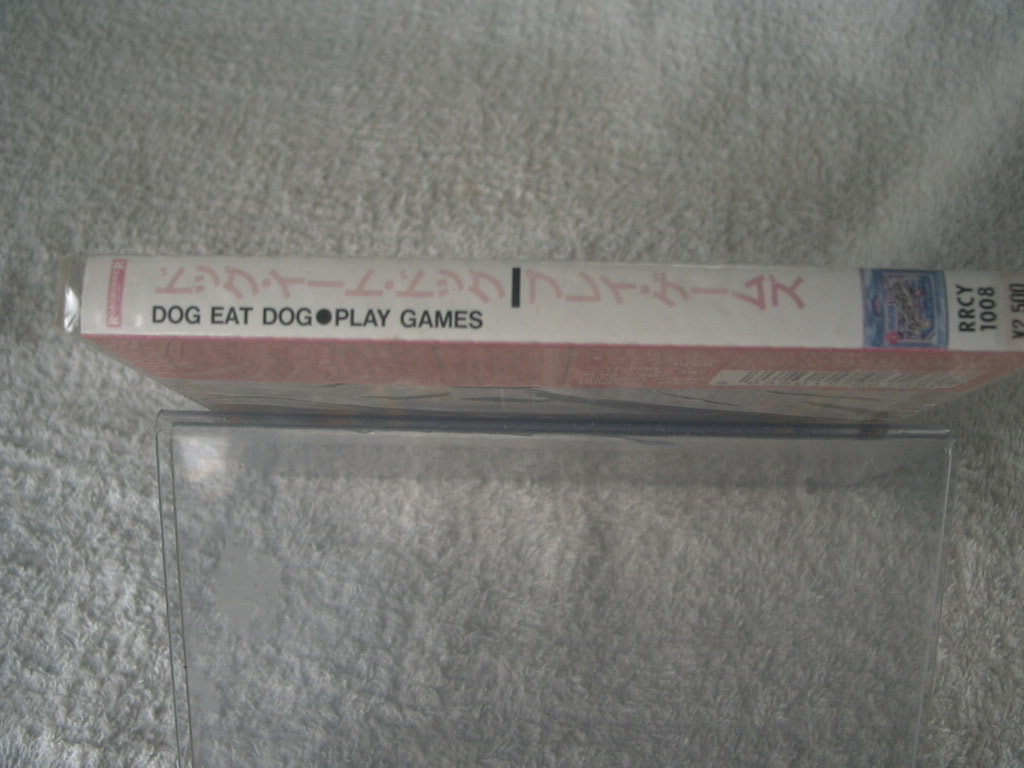 ドッグ・イート・ドッグ プレイ・ゲームス
DOG EAT DOG●PLAY GAMES
RRCY
1008
¥2,500